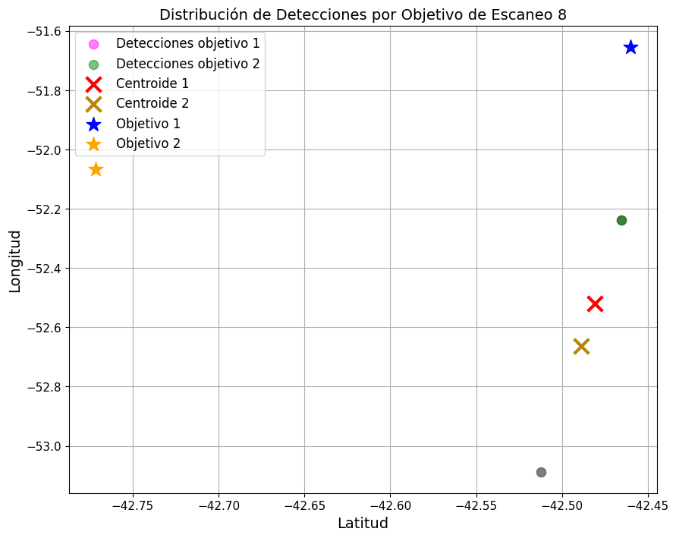 Distribución de Detecciones por Objetivo de Escaneo 8
Detecciones objetivo 1
Detecciones objetivo 2
Centroide 1
Centroide 2
Objetivo 1
Objetivo 2
−51.6
−51.8
−52.0
−52.2
−52.4
−52.6
−52.8
−53.0
Longitud
−42.75
−42.70
−42.65
−42.60
−42.55
−42.50
−42.45
Latitud